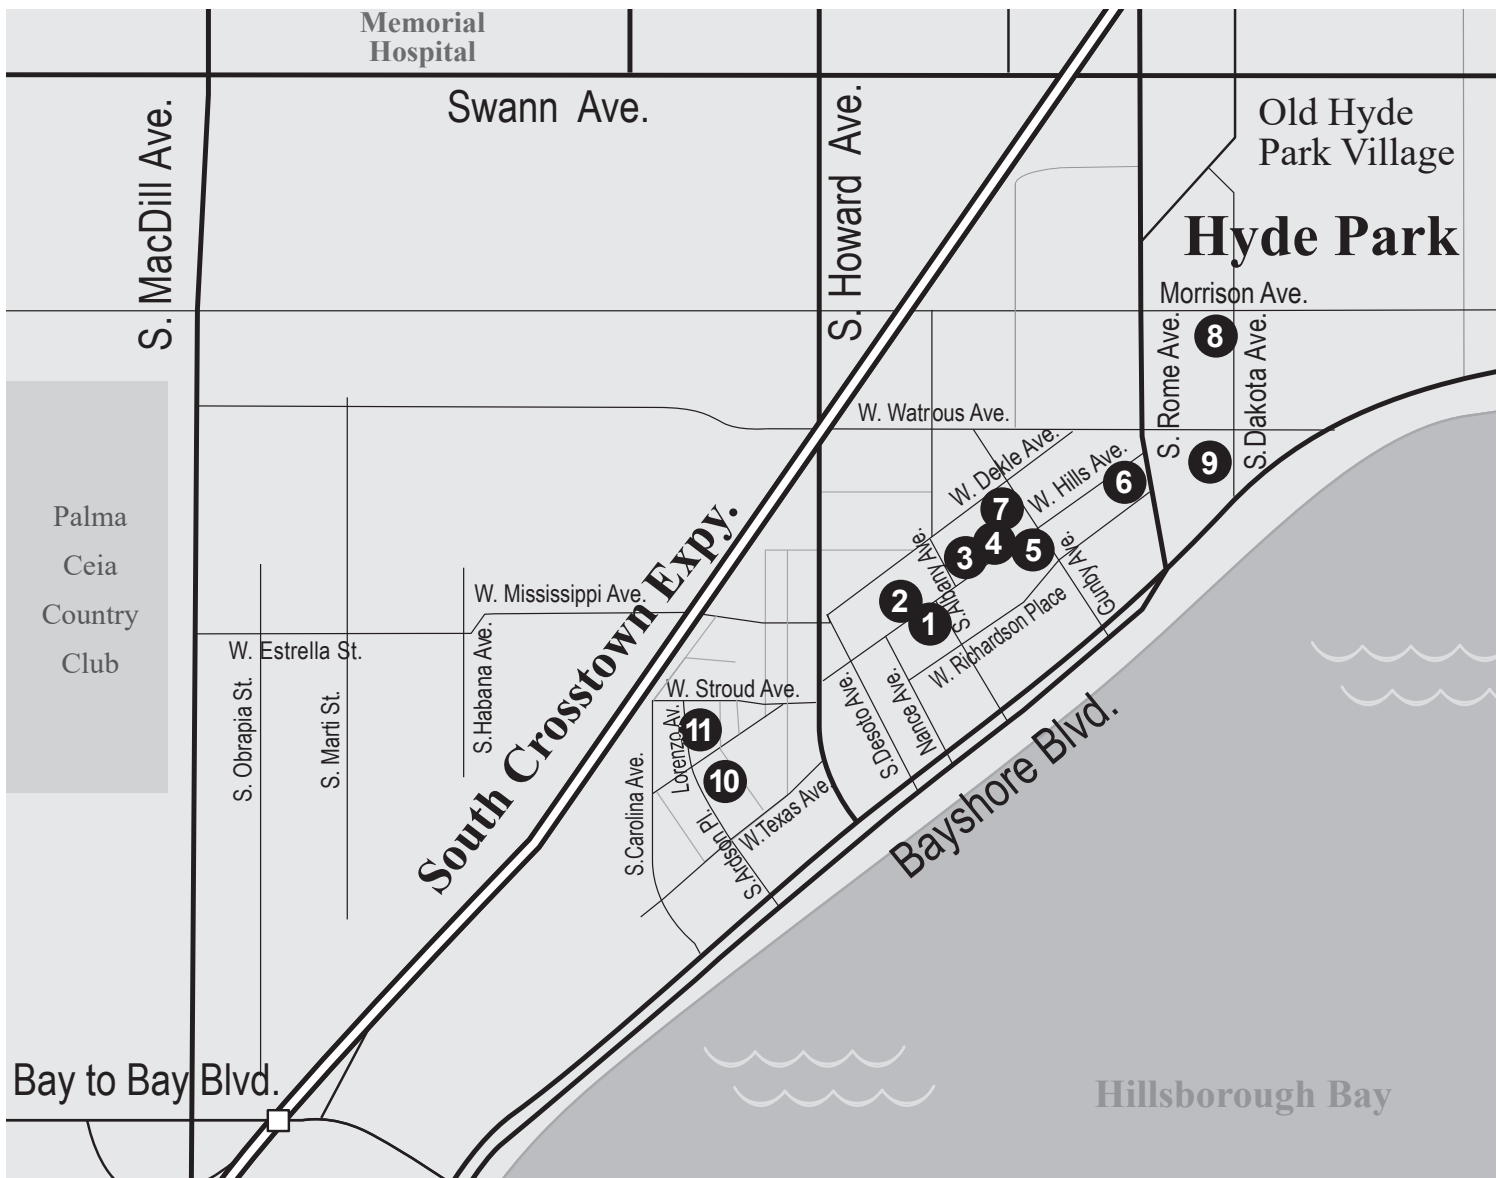 Memorial
Hospital
Swann Ave.
S. MacDill Ave.
S. Howard Ave.
Old Hyde
Park Village
Hyde Park
Morrison Ave.
8
S. Rome Ave.
S. Dakota Ave.
W. Watrous Ave.
W. Dekle Ave.
W. Hills Ave.
9
6
7
4
5
3
S. Albany Ave.
Gunby Ave.
2
1
W. Richardson Place
Palma
Ceia
Country
Club
South Crosstown Expy.
W. Mississippi Ave.
W. Estrella St.
S. Obrapia St.
S. Marti St.
S. Habana Ave.
W. Stroud Ave.
Lorenzo Av.
11
10
S. Carolina Ave.
S. Ardson Pl.
W. Texas Ave.
S. Desoto Ave.
Nance Ave.
Bayshore Blvd.
Bay to Bay Blvd.
Hillsborough Bay